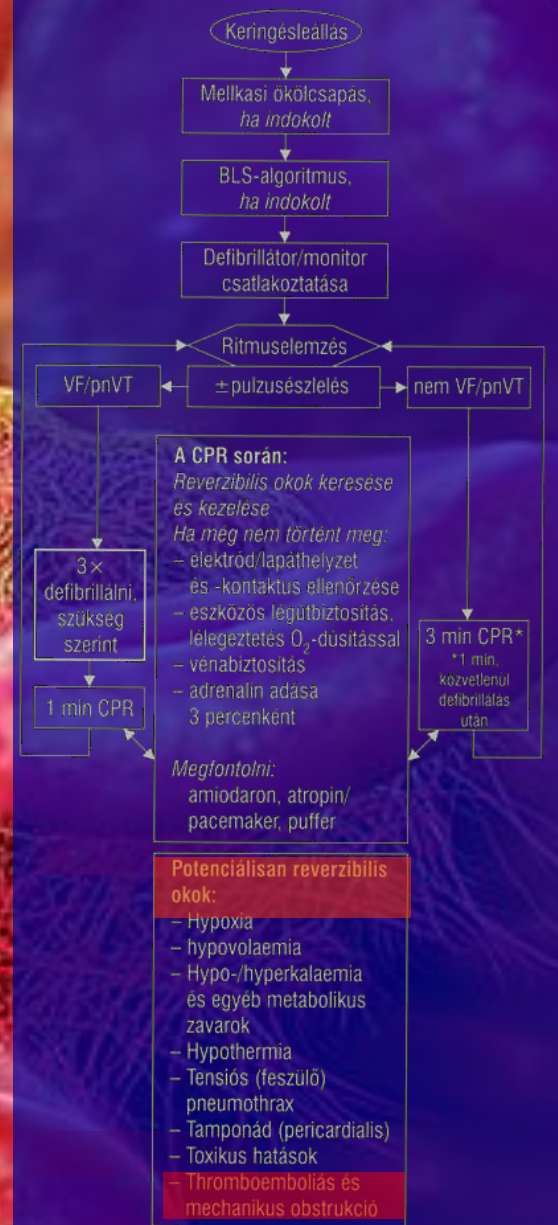 Keringésleállás
Mellkasi ökölcsapás,
ha indokolt
BLS-algoritmus,
ha indokolt
Defibrillátor/monitor
csatlakoztatása
Ritmuselemzés
VF/pnVT
±pulzusészlelés
nem VF/pnVT
A CPR során:
Reverzibilis okok keresése
és kezelése
Ha még nem történt meg:
– elektród/lapáthelyzet
és -kontaktus ellenőrzése
– eszközös légútbiztosítás,
lélegeztetés O₂-dúsítással
– vénabiztosítás
– adrenalin adása
3 percenként
Megfontolni:
amiodaron, atropin/
pacemaker, puffer
3×
defibrillálni,
szükség
szerint
1 min CPR
3 min CPR*
*1 min,
közvetlenül
defibrillálás
után
Potenciálisan reverzibilis
okok:
– Hypoxia
– hypovolaemia
– Hypo-/hyperkalaemia
és egyéb metabolikus
zavarok
– Hypothermia
– Tensiós (feszülő)
pneumothrax
– Tamponád (pericardialis)
– Toxikus hatások
– Thromboemboliás és
mechanikus obstrukció